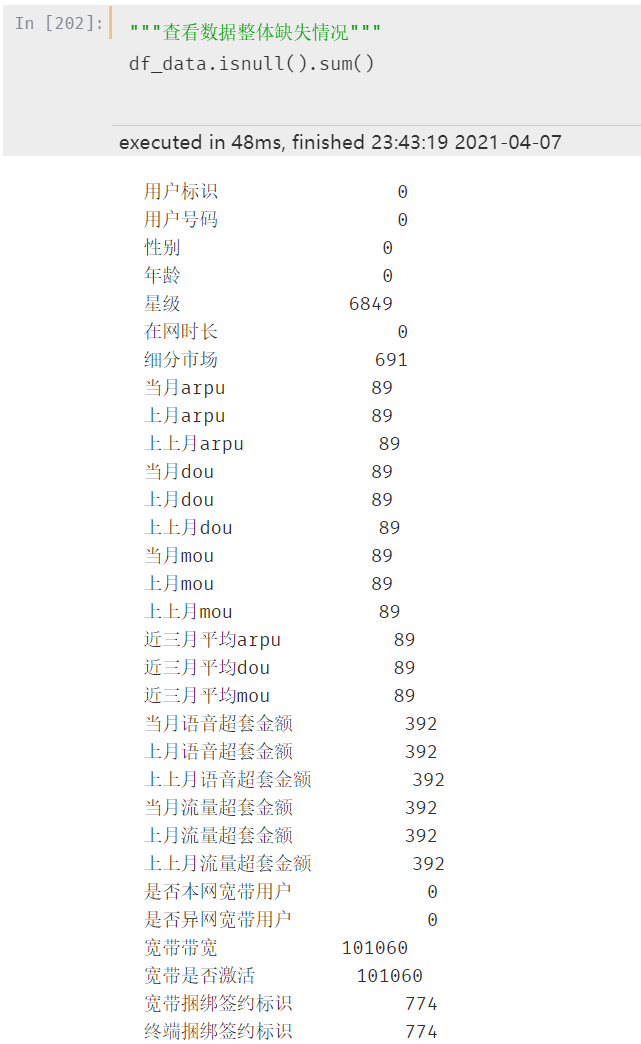 In [202]:
"""查看数据整体缺失情况"""
df_data.isnull().sum()
executed in 48ms, finished 23:43:19 2021-04-07
用户标识 0
用户号码 0
性别 0
年龄 0
星级 6849
在网时长 0
细分市场 691
当月arpu 89
上月arpu 89
上上月arpu 89
当月dou 89
上月dou 89
上上月dou 89
当月mou 89
上月mou 89
上上月mou 89
近三月平均arpu 89
近三月平均dou 89
近三月平均mou 89
当月语音超套金额 392
上月语音超套金额 392
上上月语音超套金额 392
当月流量超套金额 392
上月流量超套金额 392
上上月流量超套金额 392
是否本网宽带用户 0
是否异网宽带用户 0
宽带带宽 101060
宽带是否激活 101060
宽带捆绑签约标识 774
终端捆绑签约标识 774